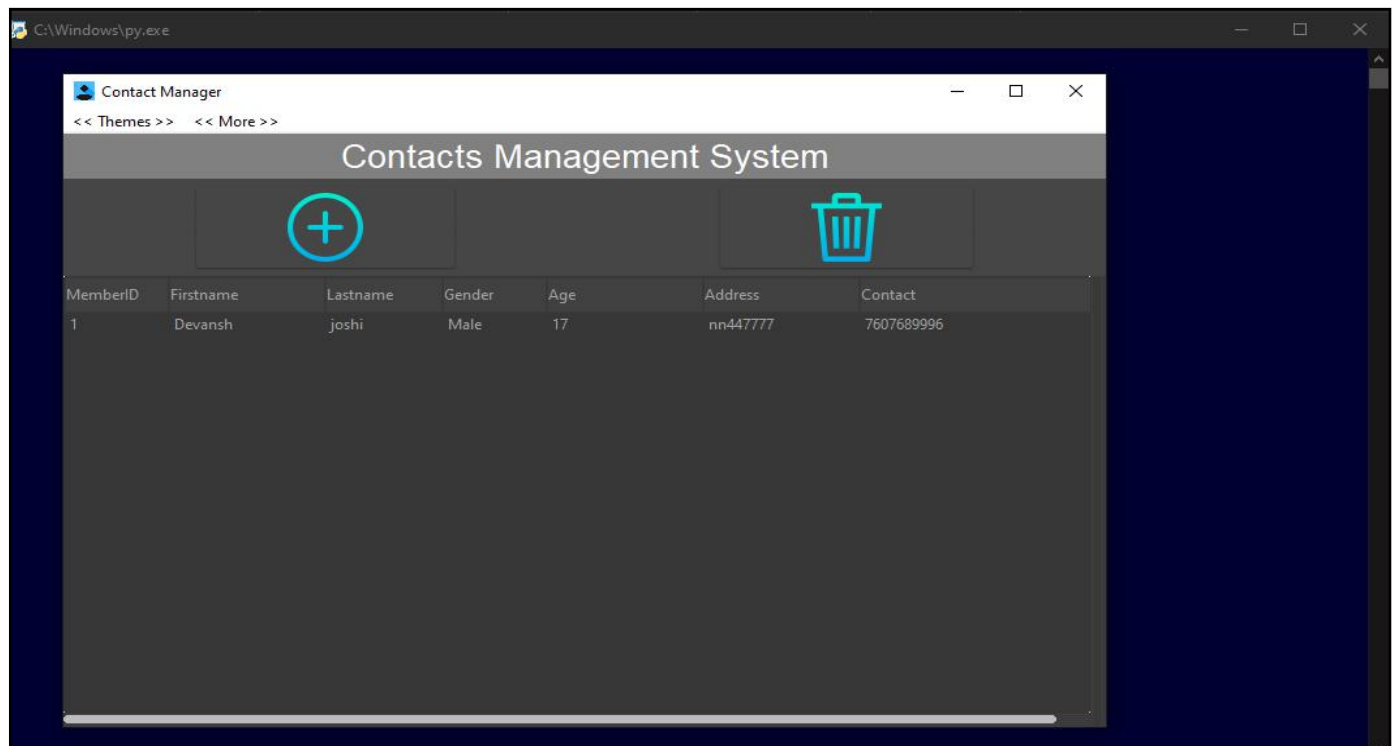 C:\Windows\py.exe
Contact Manager
<< Themes >> << More >>
Contacts Management System
MemberID Firstname Lastname Gender Age Address Contact
1 Devansh joshi Male 17 nn447777 7607689996